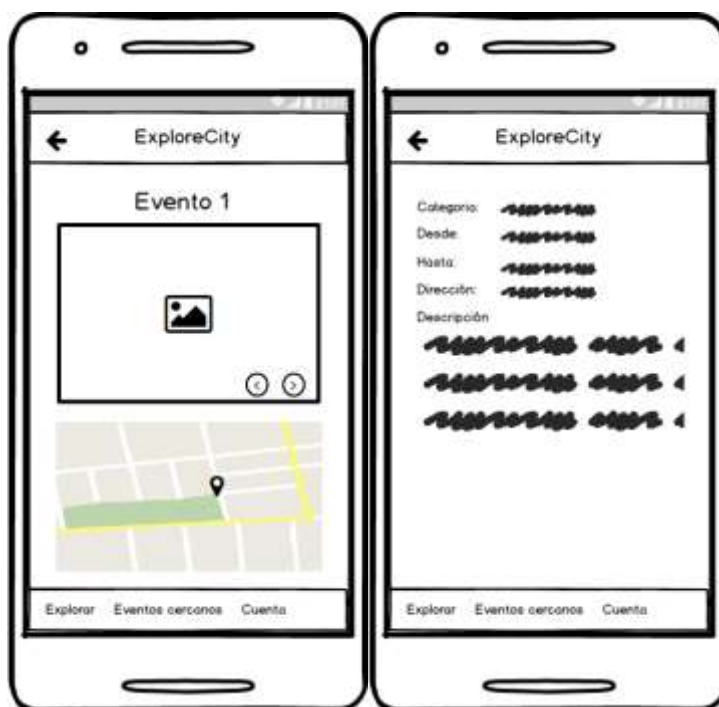 ExploreCity
Evento 1
Explorar Eventos cercanos Cuenta
ExploreCity
Categoria:
Desde:
Hasta:
Dirección:
Descripción
Explorar Eventos cercanos Cuenta